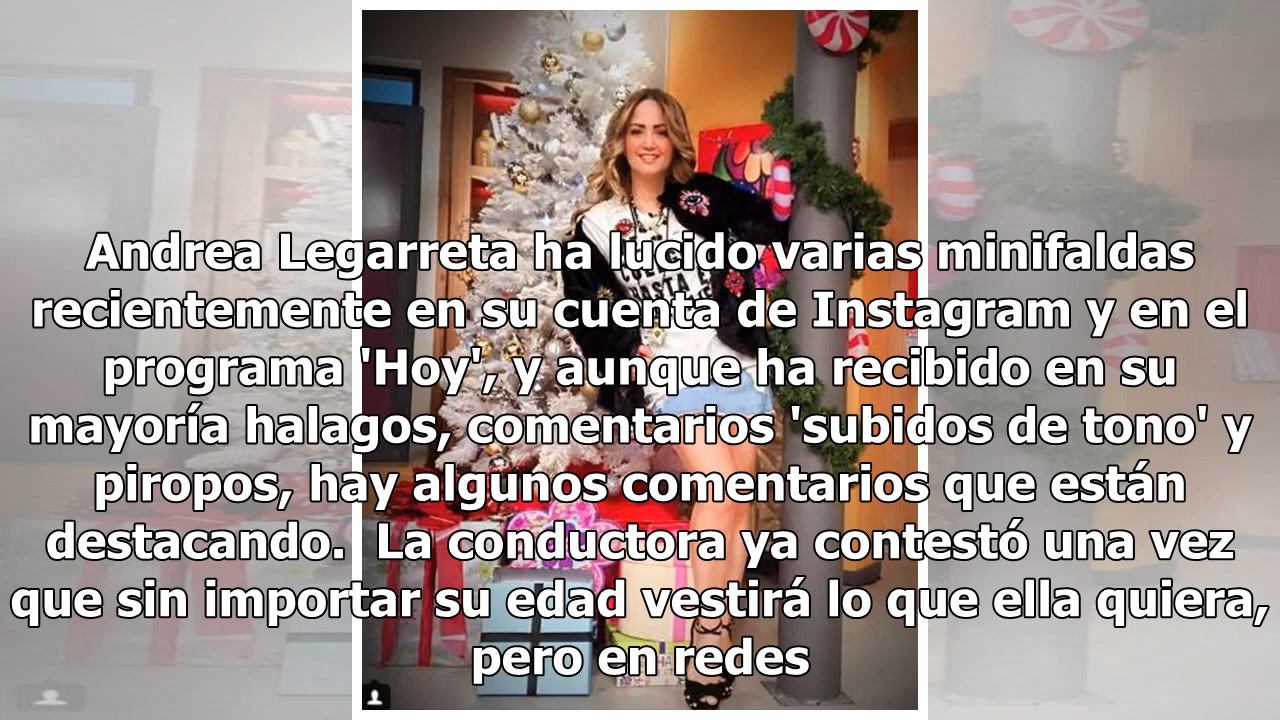 Andrea Legarreta ha lucido varias minifaldas
recientemente en su cuenta de Instagram y en el
programa 'Hoy', y aunque ha recibido en su
mayoría halagos, comentarios 'subidos de tono' y
piropos, hay algunos comentarios que están
destacando.  La conductora ya contestó una vez
que sin importar su edad vestirá lo que ella quiera,
pero en redes